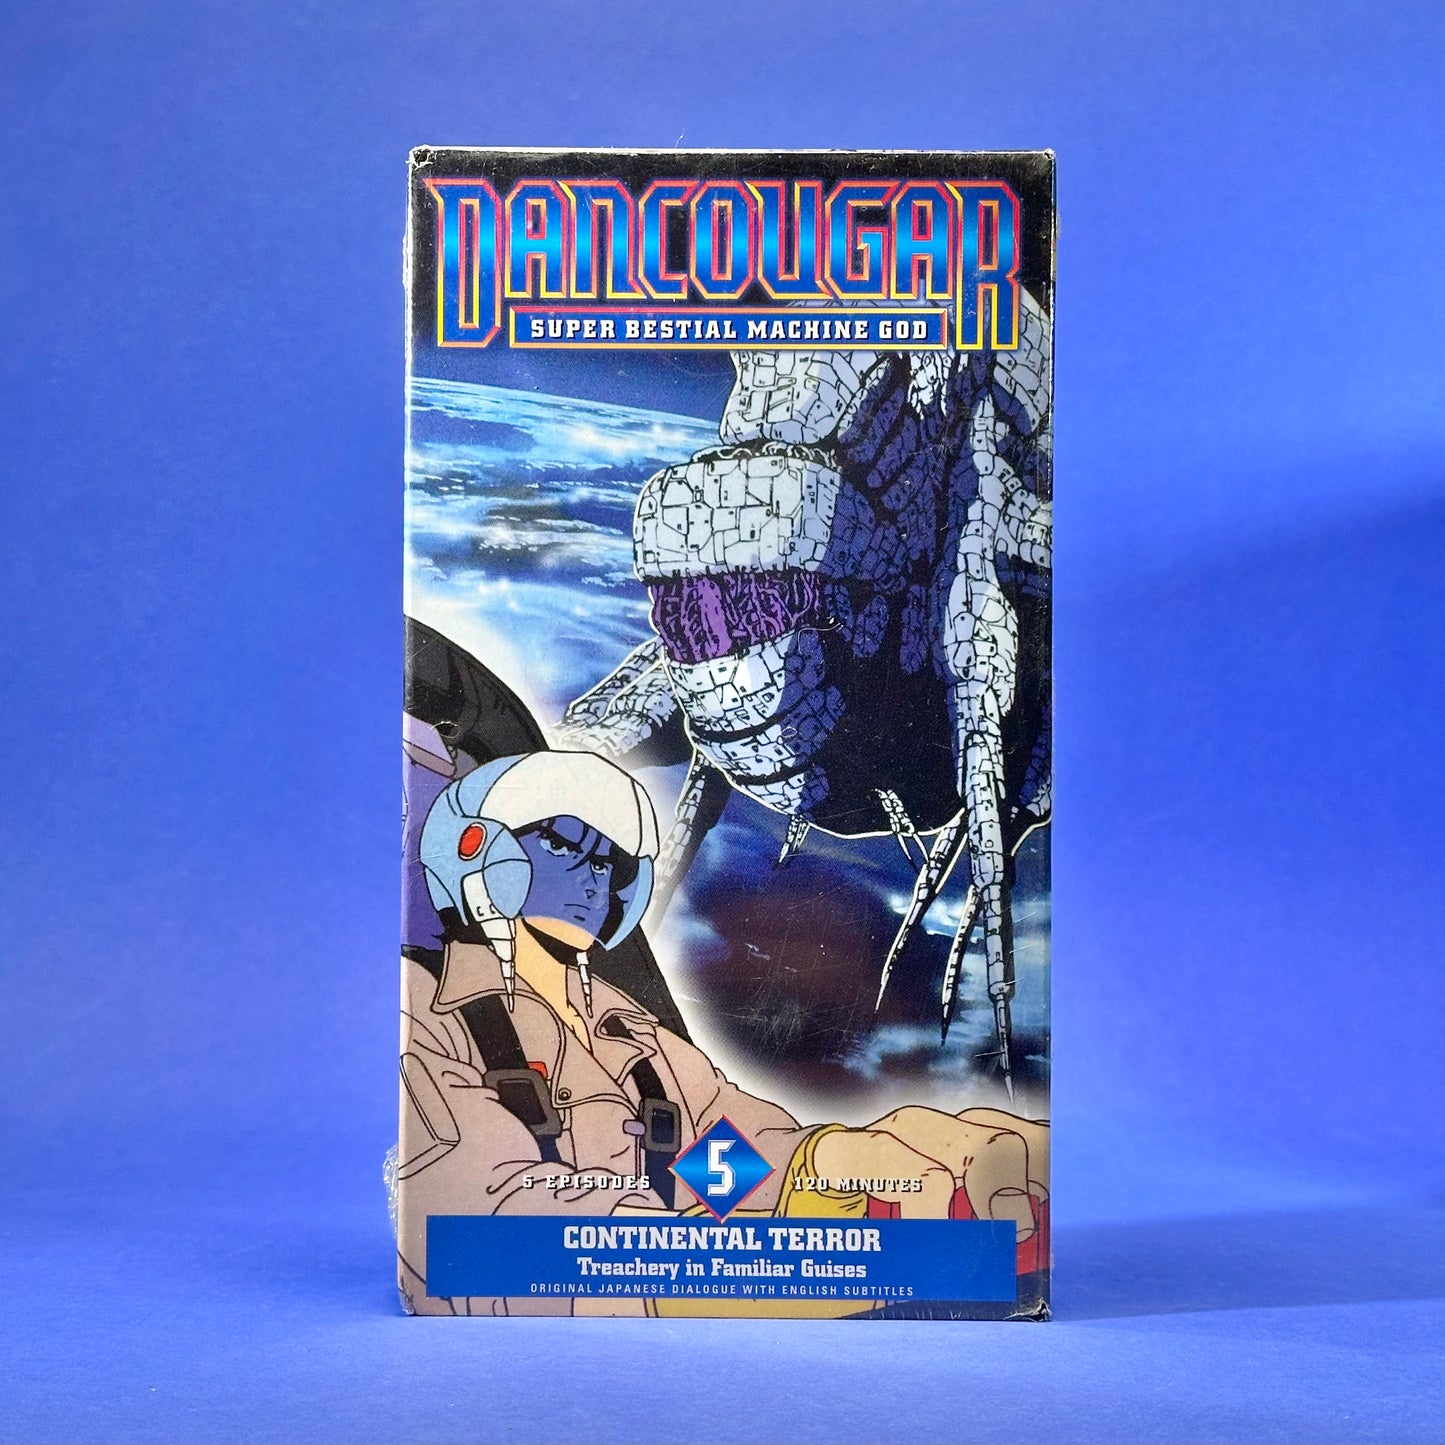 DANCOUGAR
SUPER BESTIAL MACHINE GOD
5 EPISODES 5 120 MINUTES
CONTINENTAL TERROR
Treachery in Familiar Guises
ORIGINAL JAPANESE DIALOGUE WITH ENGLISH SUBTITLES